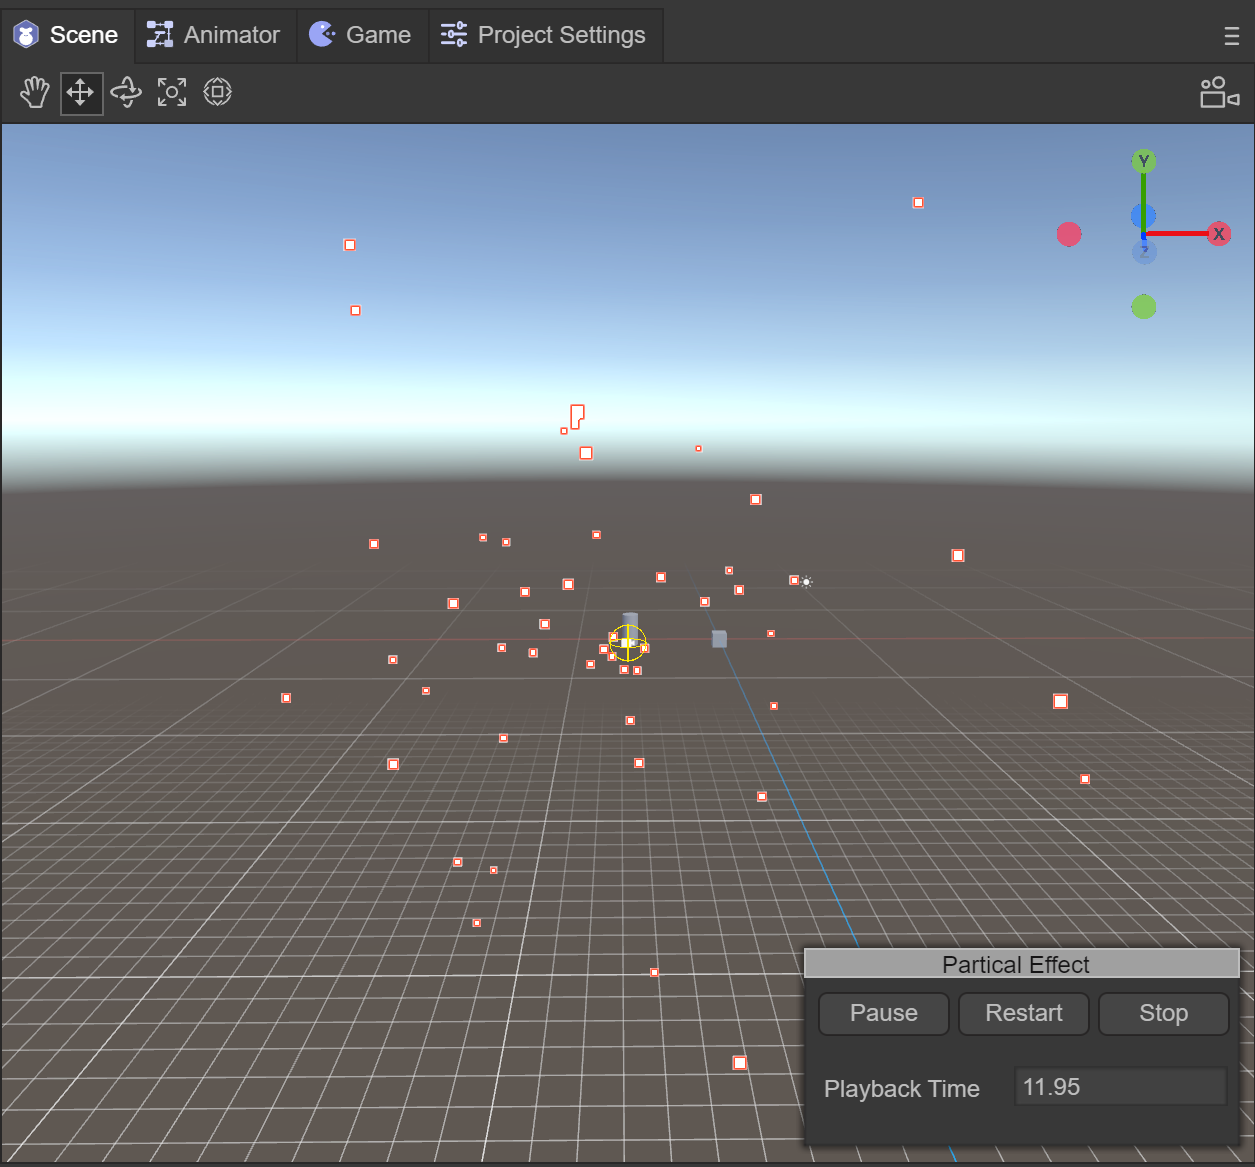 Scene
Animator
Game
Project Settings
Y
X
Z
Partical Effect
Pause
Restart
Stop
Playback Time
11.95